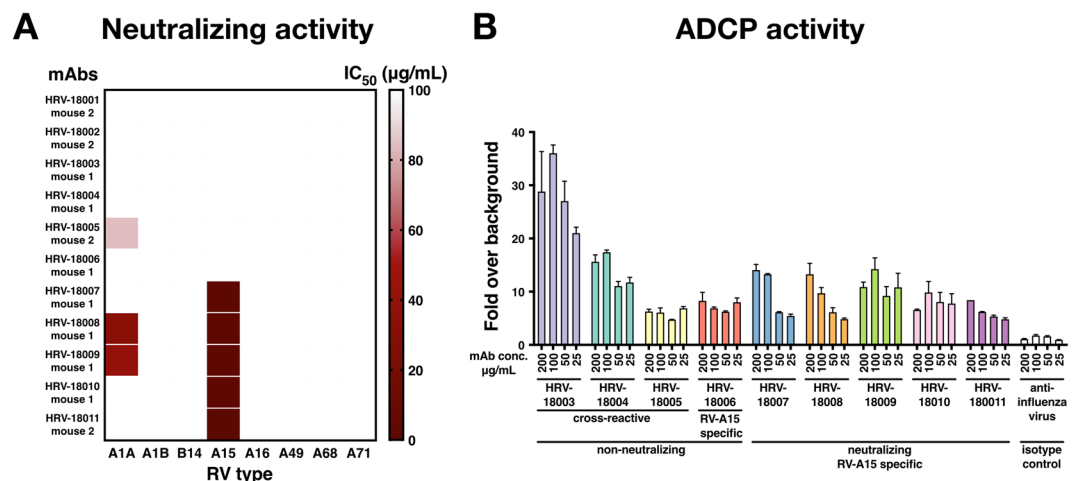 A Neutralizing activity
mAbs
IC50 (µg/mL)
HRV-18001
mouse 2
HRV-18002
mouse 2
HRV-18003
mouse 1
HRV-18004
mouse 1
HRV-18005
mouse 2
HRV-18006
mouse 1
HRV-18007
mouse 1
HRV-18008
mouse 1
HRV-18009
mouse 1
HRV-18010
mouse 1
HRV-18011
mouse 2
A1A A1B B14 A15 A16 A49 A68 A71
RV type
100
80
60
40
20
0
B ADCP activity
Fold over background
40
30
20
10
0
mAb conc.
µg/mL
200 100 50 25 200 100 50 25 200 100 50 25 200 100 50 25 200 100 50 25 200 100 50 25 200 100 50 25 200 100 50 25 200 100 50 25 200 100 50 25
HRV-
18003
HRV-
18004
HRV-
18005
HRV-
18006
HRV-
18007
HRV-
18008
HRV-
18009
HRV-
18010
HRV-
180011
anti-
influenza
virus
cross-reactive
RV-A15
specific
non-neutralizing
neutralizing
RV-A15 specific
isotype
control